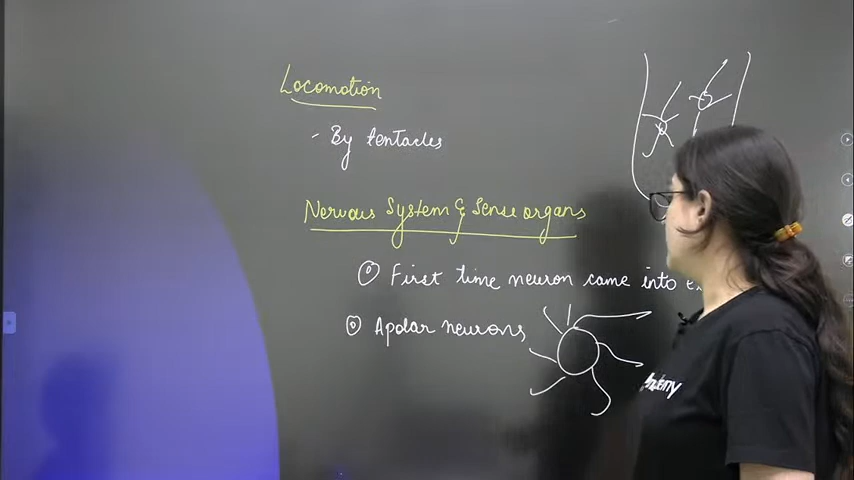 Locomotion
- By tentacles
Nervous System & Sense organs
First time neuron came into
Apolar neurons